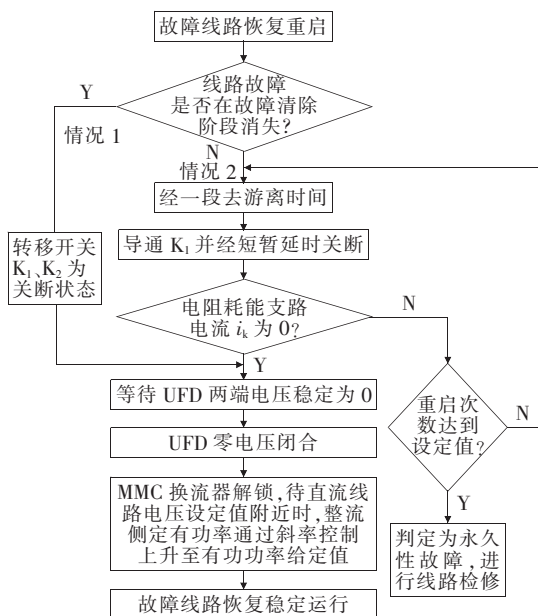 故障线路恢复重启
线路故障
是否在故障清除
阶段消失?
Y
情况 1
N
情况 2
经一段去游离时间
导通 K₁ 并经短暂延时关断
转移开关
K₁、K₂ 为
关断状态
电阻耗能支路
电流 iₖ 为 0?
N
Y
等待 UFD 两端电压稳定为 0
重启次
数达到
设定值?
N
UFD 零电压闭合
Y
MMC 换流器解锁,待直流线
路电压设定值附近时,整流
侧定有功率通过斜率控制
上升至有功功率给定值
判定为永久
性故障,进
行线路检修
故障线路恢复稳定运行